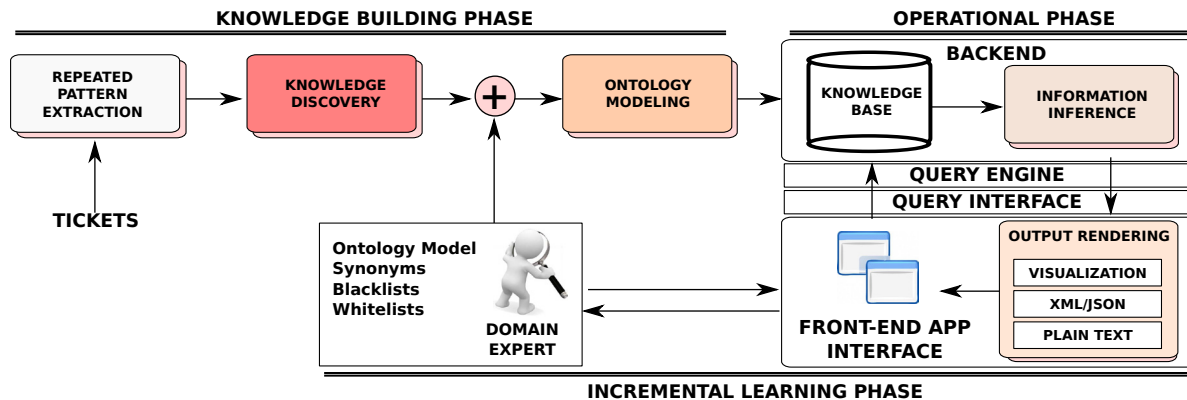 KNOWLEDGE BUILDING PHASE
OPERATIONAL PHASE
REPEATED
PATTERN
EXTRACTION
KNOWLEDGE
DISCOVERY
+
ONTOLOGY
MODELING
BACKEND
KNOWLEDGE
BASE
INFORMATION
INFERENCE
QUERY ENGINE
QUERY INTERFACE
TICKETS
Ontology Model
Synonyms
Blacklists
Whitelists
DOMAIN
EXPERT
FRONT-END APP
INTERFACE
OUTPUT RENDERING
VISUALIZATION
XML/JSON
PLAIN TEXT
INCREMENTAL LEARNING PHASE